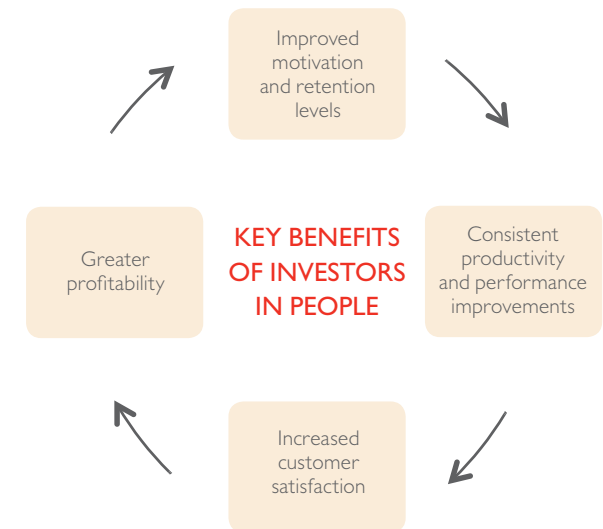 Improved
motivation
and retention
levels
Greater
profitability
KEY BENEFITS
OF INVESTORS
IN PEOPLE
Consistent
productivity
and performance
improvements
Increased
customer
satisfaction